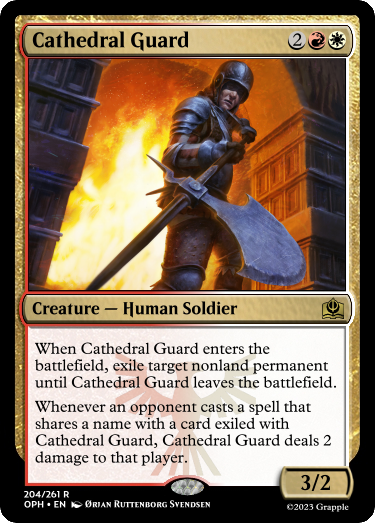 Cathedral Guard 2
Creature — Human Soldier
When Cathedral Guard enters the
battlefield, exile target nonland permanent
until Cathedral Guard leaves the battlefield.
Whenever an opponent casts a spell that
shares a name with a card exiled with
Cathedral Guard, Cathedral Guard deals 2
damage to that player.
3/2
204/261 R
OPH • EN Ørian Ruttenborg Svendsen
©2023 Grapple